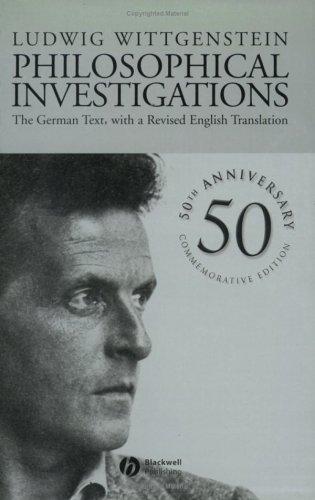 LUDWIG WITTGENSTEIN
PHILOSOPHICAL
INVESTIGATIONS
The German Text, with a Revised English Translation
50TH ANNIVERSARY
50
COMMEMORATIVE EDITION
Blackwell
Publishing